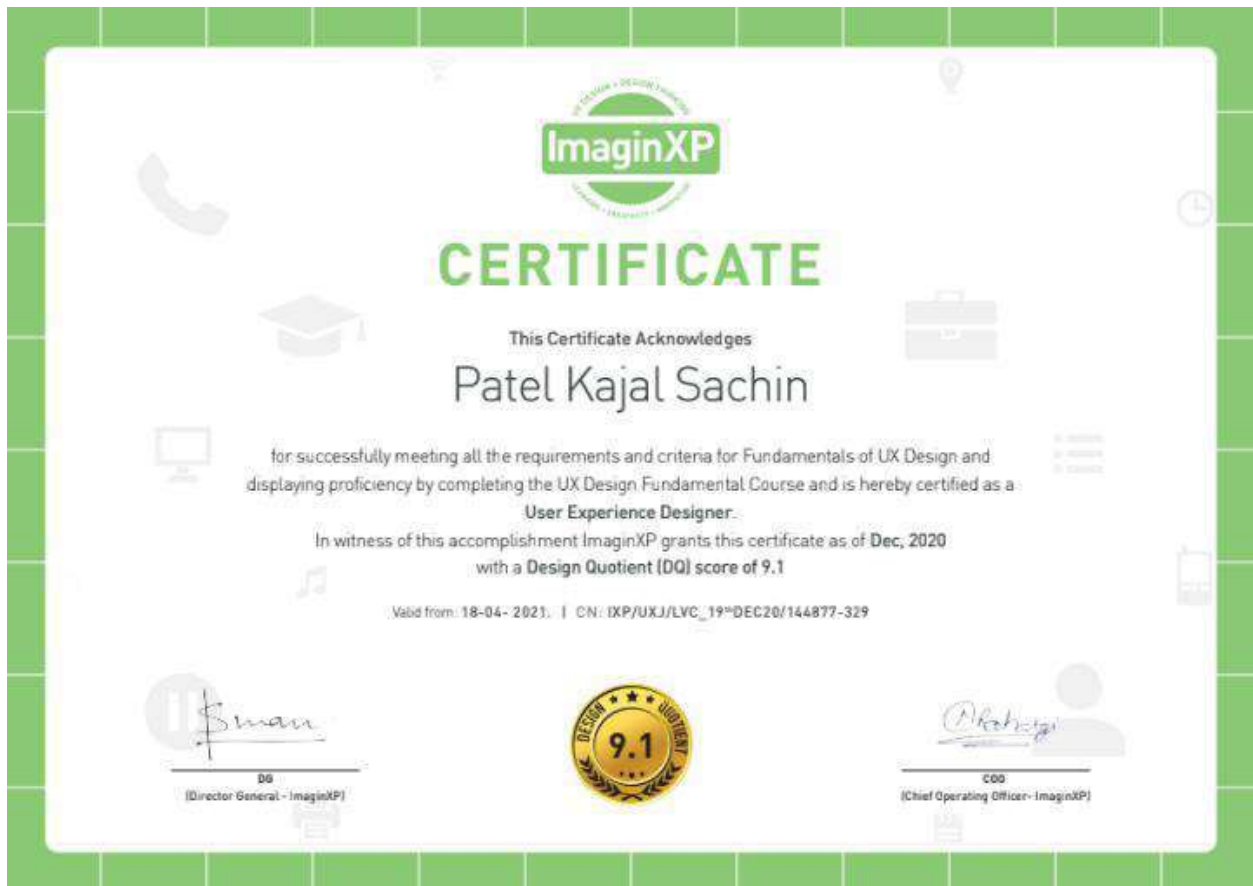 UX DESIGN • DESIGN THINKING
ImaginXP
CERTIFICATE
This Certificate Acknowledges
Patel Kajal Sachin
for successfully meeting all the requirements and criteria for Fundamentals of UX Design and
displaying proficiency by completing the UX Design Fundamental Course and is hereby certified as a
User Experience Designer.
In witness of this accomplishment ImaginXP grants this certificate as of Dec, 2020
with a Design Quotient (DQ) score of 9.1
Valid from: 18-04- 2021. | CN: IXP/UXJ/LVC_19ᵗʰDEC20/144877-329
DESIGN QUOTIENT
9.1
DG
(Director General - ImaginXP)
COO
(Chief Operating Officer- ImaginXP)